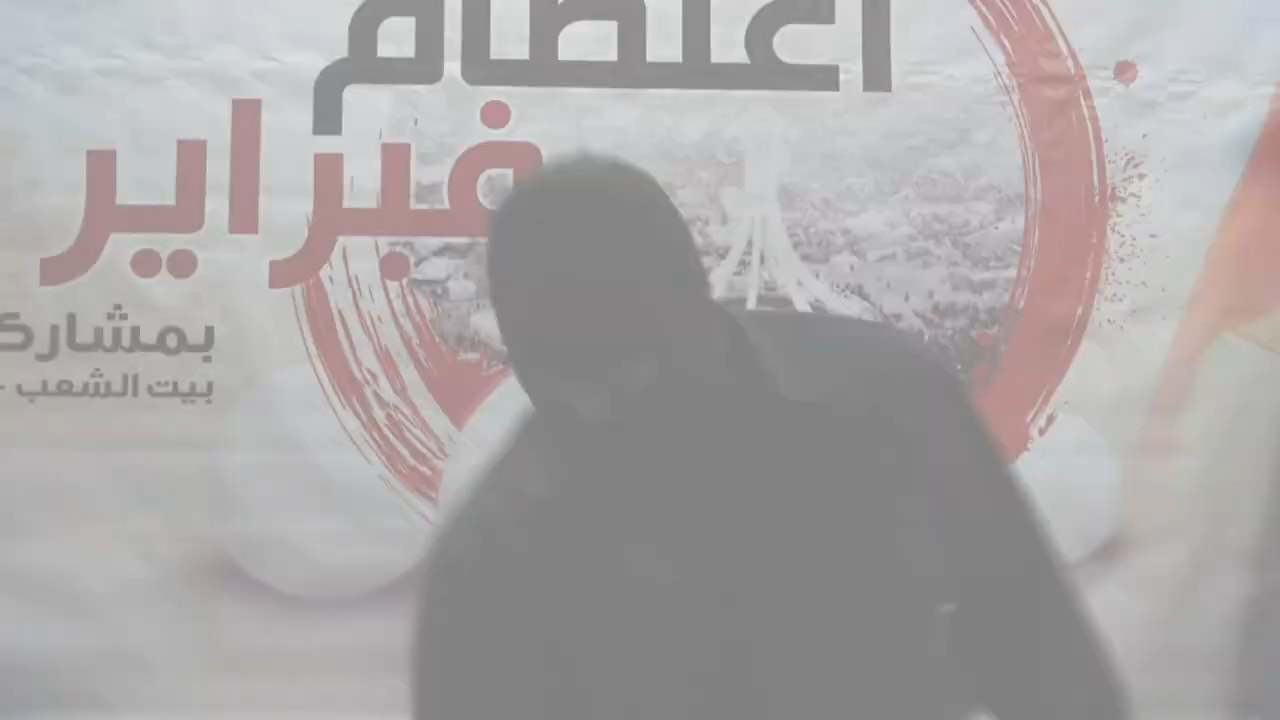 اعتصام
فبراير
بمشارك
بيت الشعب -